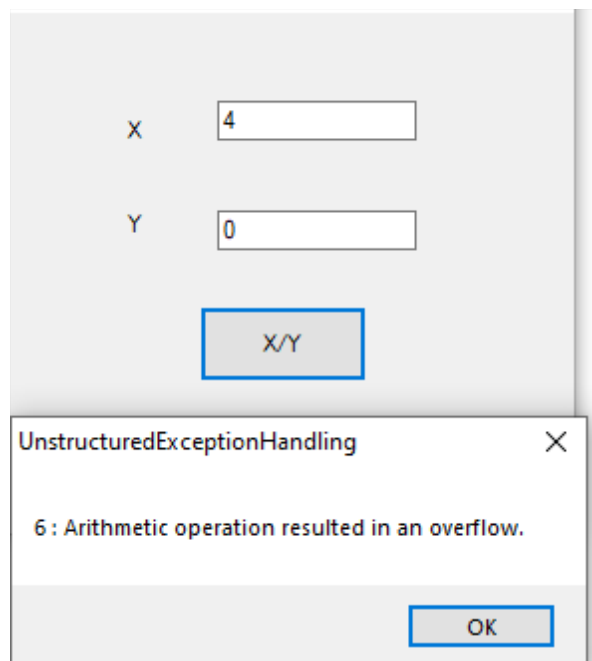 X 4
Y 0
X/Y
UnstructuredExceptionHandling
6 : Arithmetic operation resulted in an overflow.
OK